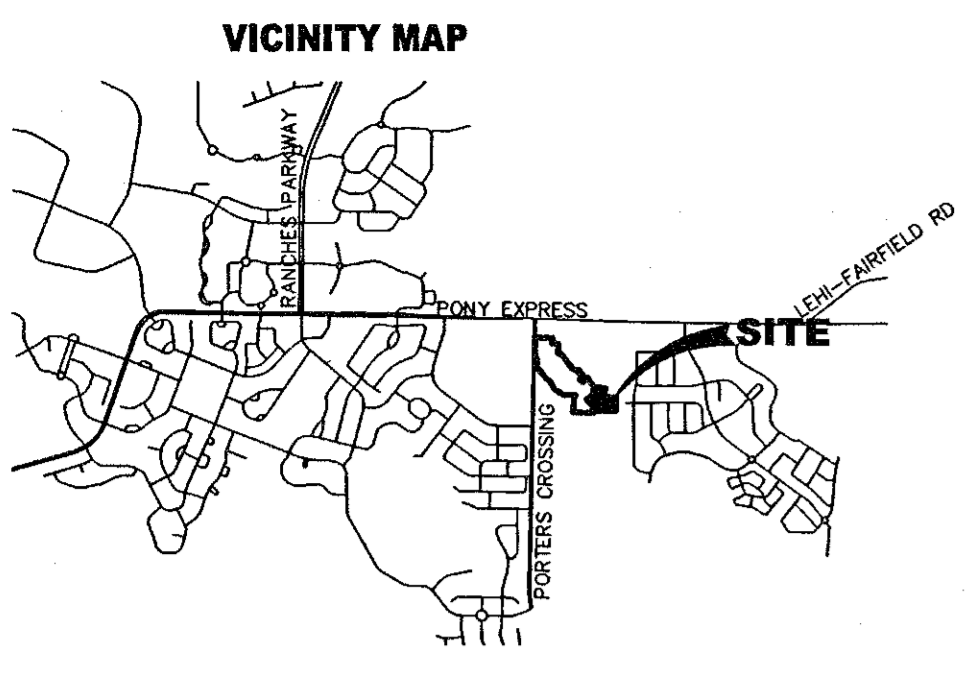 VICINITY MAP
RANCHES PARKWAY
LEHI-FAIRFIELD RD
PONY EXPRESS
SITE
PORTERS CROSSING